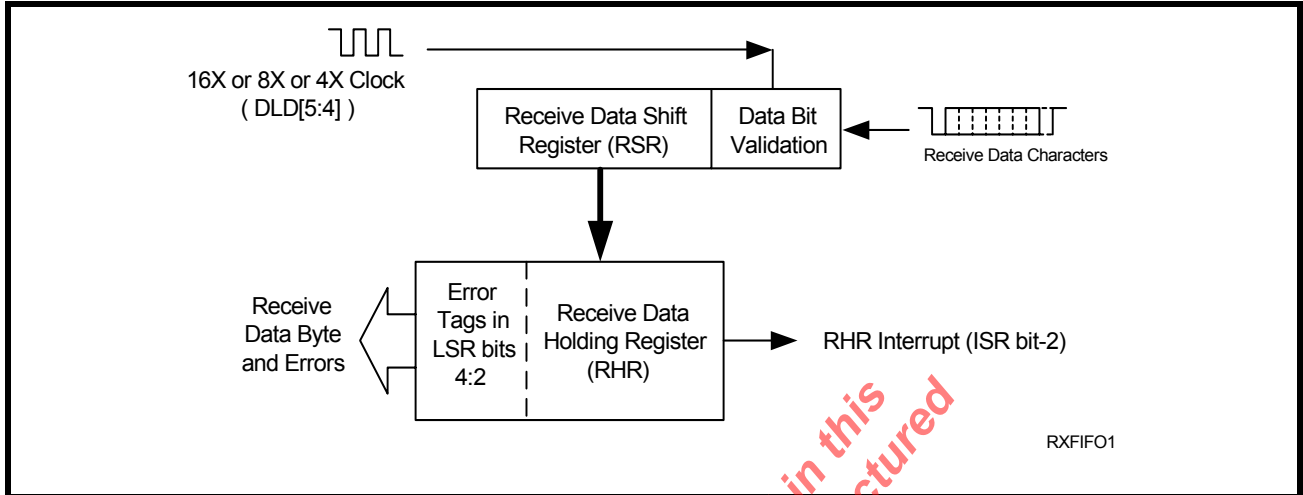 16X or 8X or 4X Clock
( DLD[5:4] )
Receive Data Shift
Register (RSR)
Data Bit
Validation
Receive Data Characters
Receive
Data Byte
and Errors
Error
Tags in
LSR bits
4:2
Receive Data
Holding Register
(RHR)
RHR Interrupt (ISR bit-2)
in this
RXFIFO1